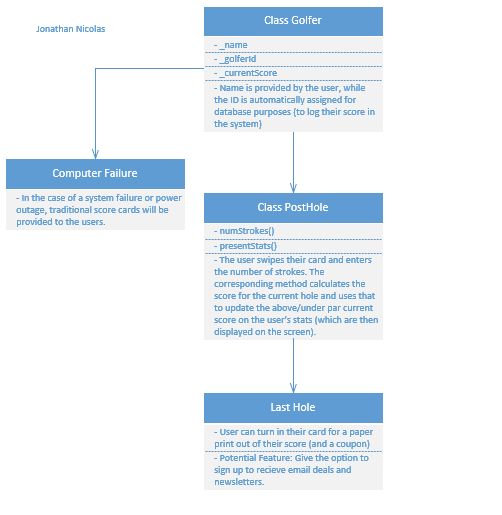 Jonathan Nicolas
Class Golfer
- _name
- _golferId
- _currentScore
- Name is provided by the user, while
the ID is automatically assigned for
database purposes (to log their score in
the system)
Computer Failure
- In the case of a system failure or power
outage, traditional score cards will be
provided to the users.
Class PostHole
- numStrokes()
- presentStats()
- The user swipes their card and enters
the number of strokes. The
corresponding method calculates the
score for the current hole and uses that
to update the above/under par current
score on the user's stats (which are then
displayed on the screen).
Last Hole
- User can turn in their card for a paper
print out of their score (and a coupon)
- Potential Feature: Give the option to
sign up to recieve email deals and
newsletters.